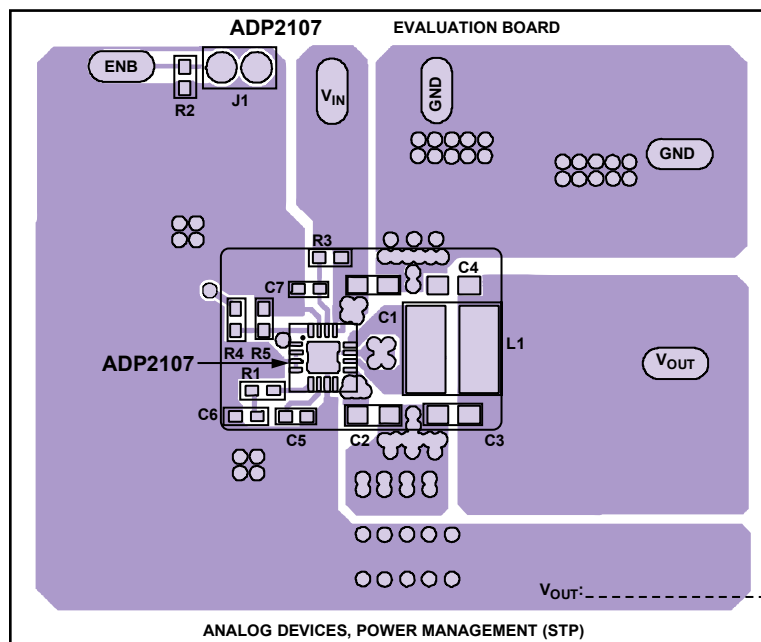 ADP2107 EVALUATION BOARD
ENB
R2
J1
VIN
GND
GND
R3
C7
C4
C1
R4 R5
L1
ADP2107
VOUT
R1
C6
C5
C2
C3
VOUT:
ANALOG DEVICES, POWER MANAGEMENT (STP)